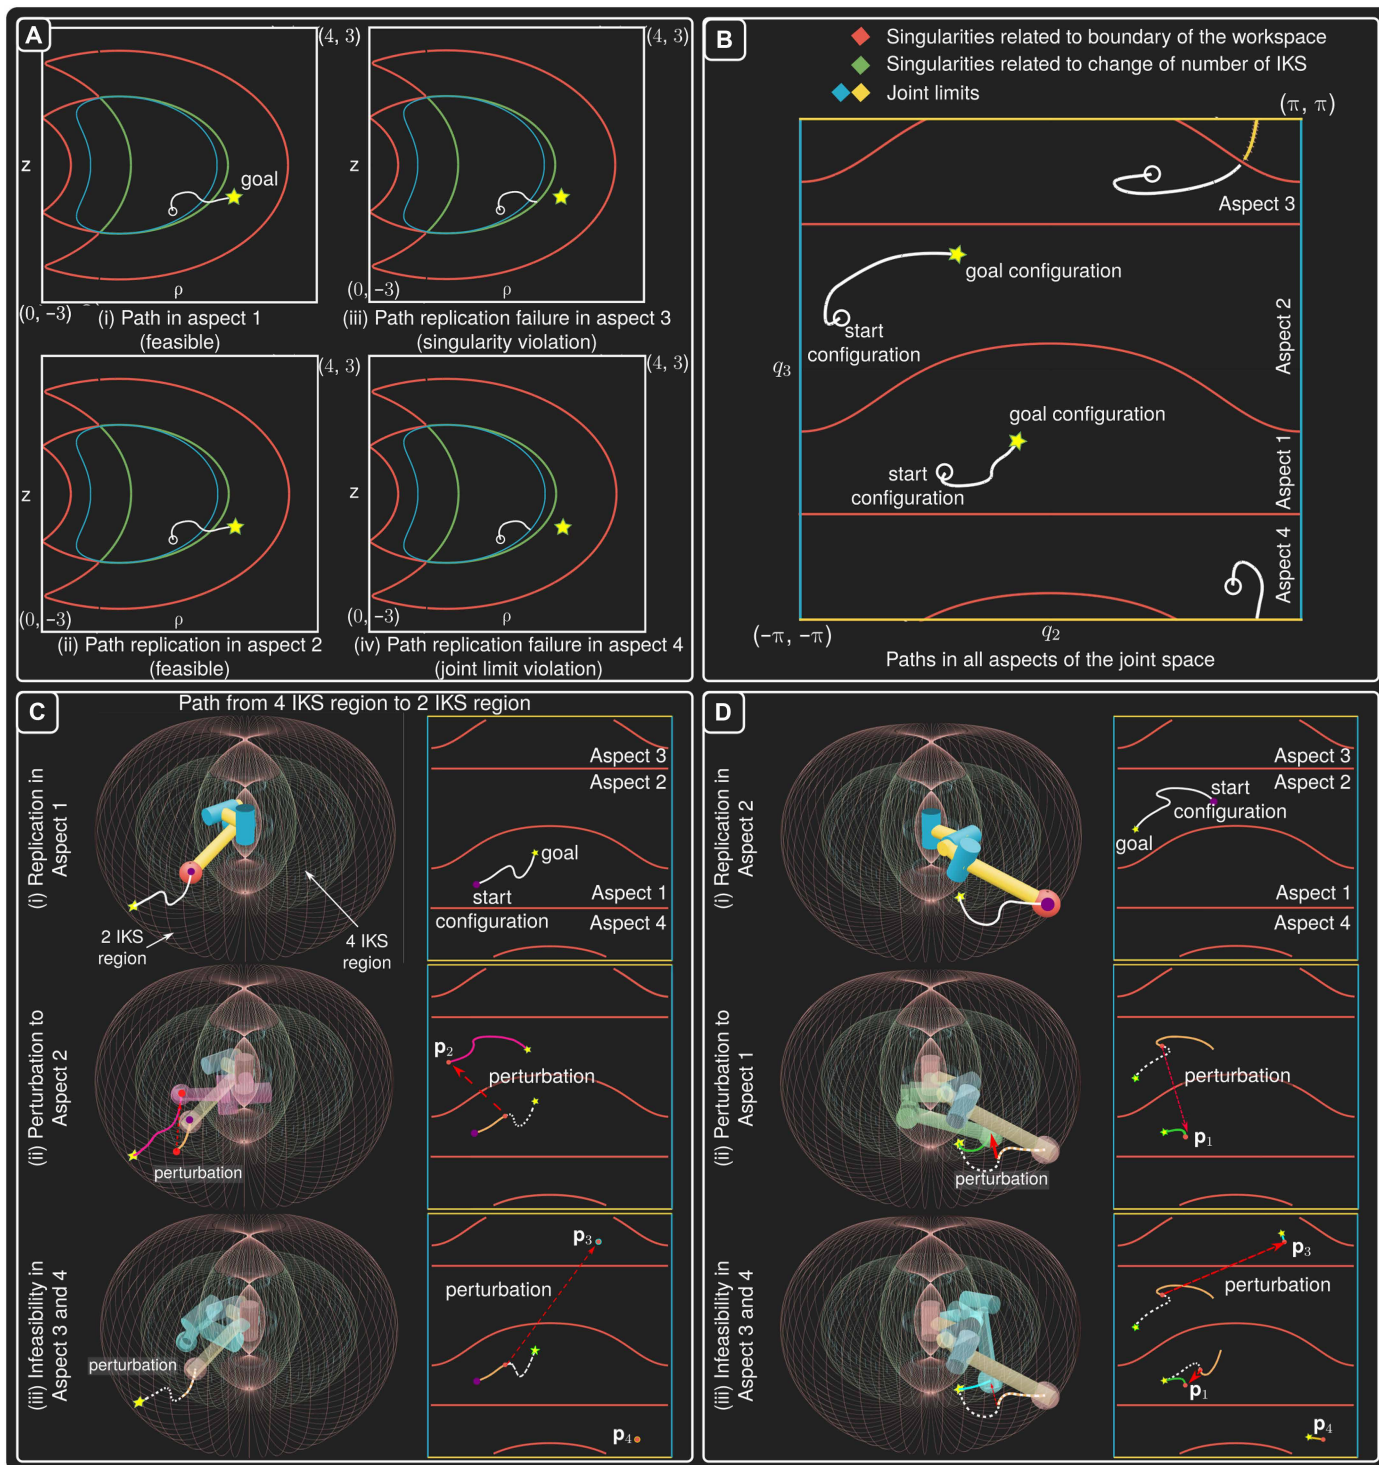 A
(4, 3)
(4, 3)
z
goal
z
ρ
(0, -3)
ρ
(0, -3)
(i) Path in aspect 1
(feasible)
(iii) Path replication failure in aspect 3
(singularity violation)
(4, 3)
(4, 3)
z
z
(0, -3)
ρ
(0, -3)
ρ
(ii) Path replication in aspect 2
(feasible)
(iv) Path replication failure in aspect 4
(joint limit violation)
B
Singularities related to boundary of the workspace
Singularities related to change of number of IKS
Joint limits
(π, π)
Aspect 3
goal configuration
start
configuration
Aspect 2
q3
goal configuration
start
configuration
Aspect 1
Aspect 4
(-π, -π)
q2
Paths in all aspects of the joint space
C
Path from 4 IKS region to 2 IKS region
(i) Replication in
Aspect 1
2 IKS
region
4 IKS
region
Aspect 3
Aspect 2
goal
start
configuration
Aspect 1
Aspect 4
(ii) Perturbation to
Aspect 2
perturbation
p2
perturbation
(iii) Infeasibility in
Aspect 3 and 4
perturbation
p3
perturbation
p4
D
(i) Replication in
Aspect 2
Aspect 3
Aspect 2
start
configuration
goal
Aspect 1
Aspect 4
(ii) Perturbation to
Aspect 1
perturbation
perturbation
p1
(iii) Infeasibility in
Aspect 3 and 4
p3
perturbation
p1
p4